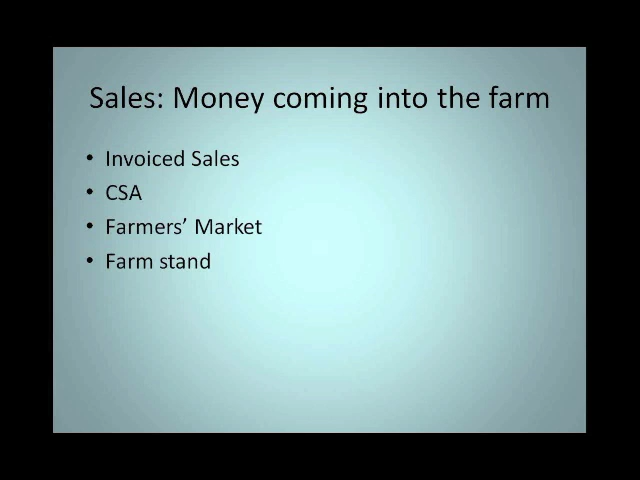 Sales: Money coming into the farm
• Invoiced Sales
• CSA
• Farmers’ Market
• Farm stand